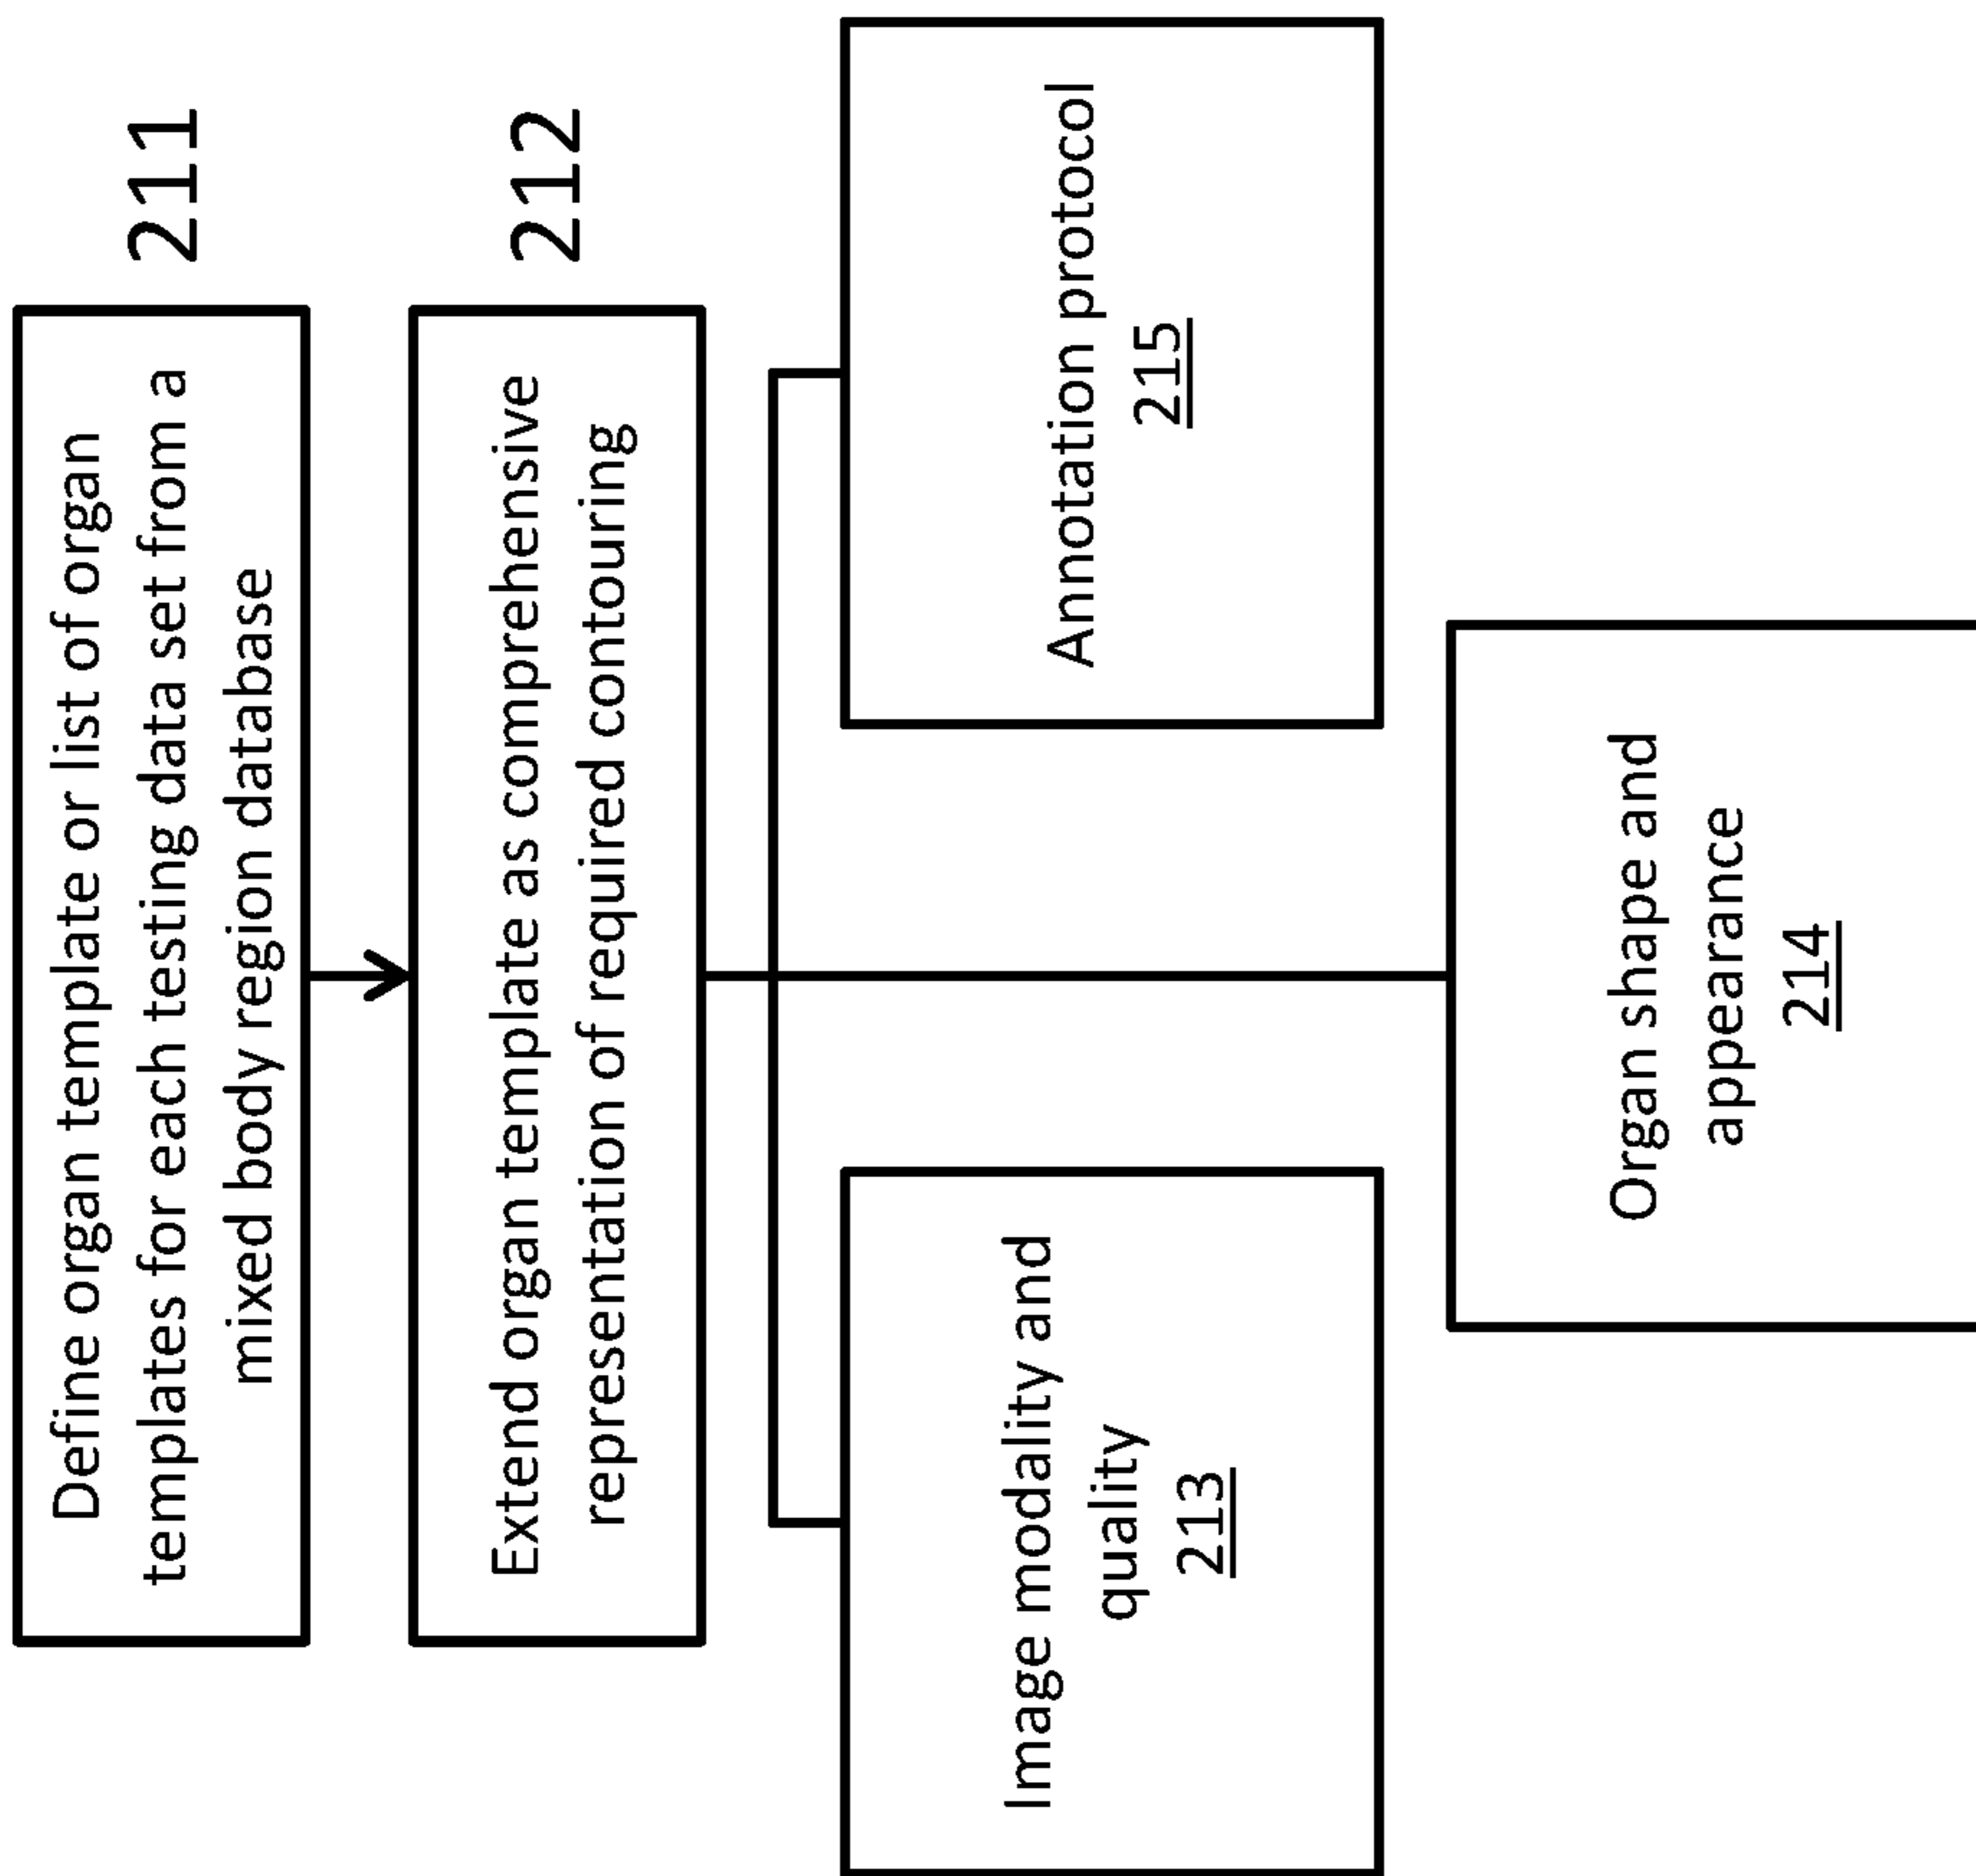 Define organ template or list of organ
templates for each testing data set from a
mixed body region database
211
Extend organ template as comprehensive
representation of required contouring
212
Image modality and
quality
213
Organ shape and
appearance
214
Annotation protocol
215